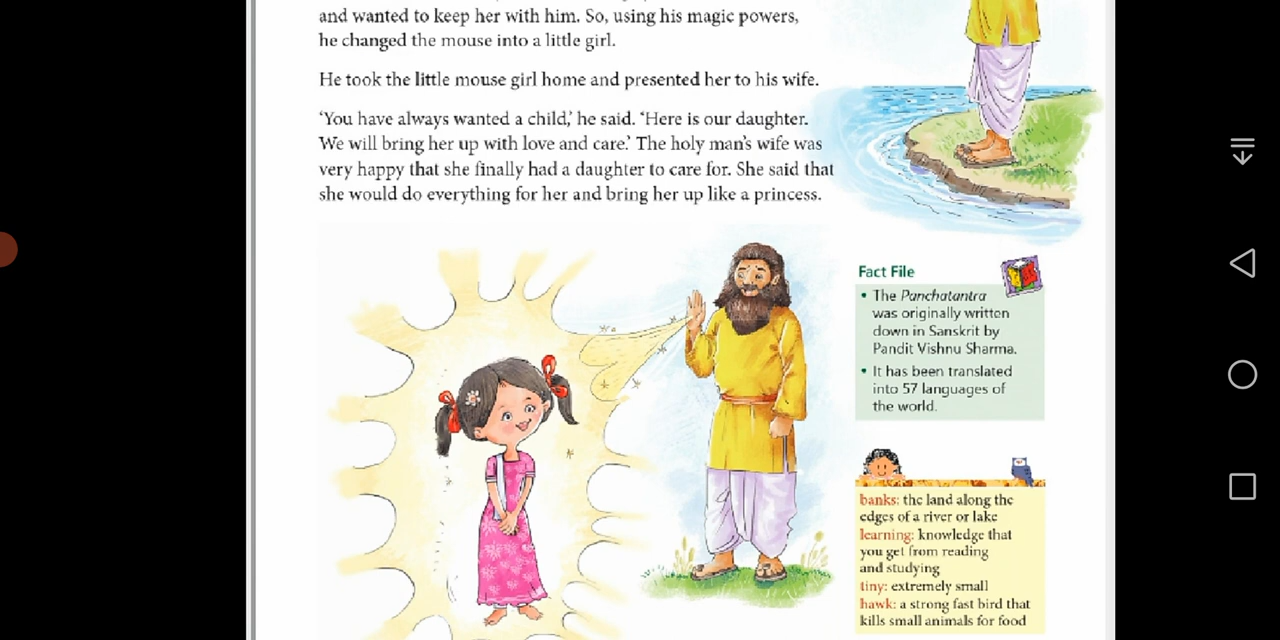 and wanted to keep her with him. So, using his magic powers,
he changed the mouse into a little girl.
He took the little mouse girl home and presented her to his wife.
‘You have always wanted a child,’ he said. ‘Here is our daughter.
We will bring her up with love and care.’ The holy man’s wife was
very happy that she finally had a daughter to care for. She said that
she would do everything for her and bring her up like a princess.
Fact File
• The Panchatantra
was originally written
down in Sanskrit by
Pandit Vishnu Sharma.
• It has been translated
into 57 languages of
the world.
banks: the land along the
edges of a river or lake
learning: knowledge that
you get from reading
and studying
tiny: extremely small
hawk: a strong fast bird that
kills small animals for food